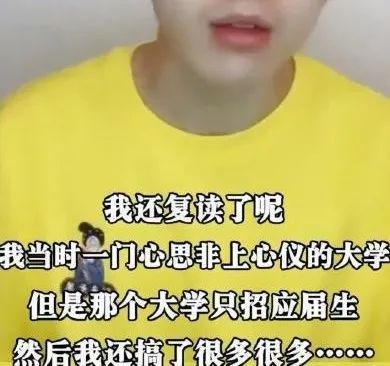 我还复读了呢
我当时一门心思非上心仪的大学
但是那个大学只招应届生
然后我还搞了很多很多……